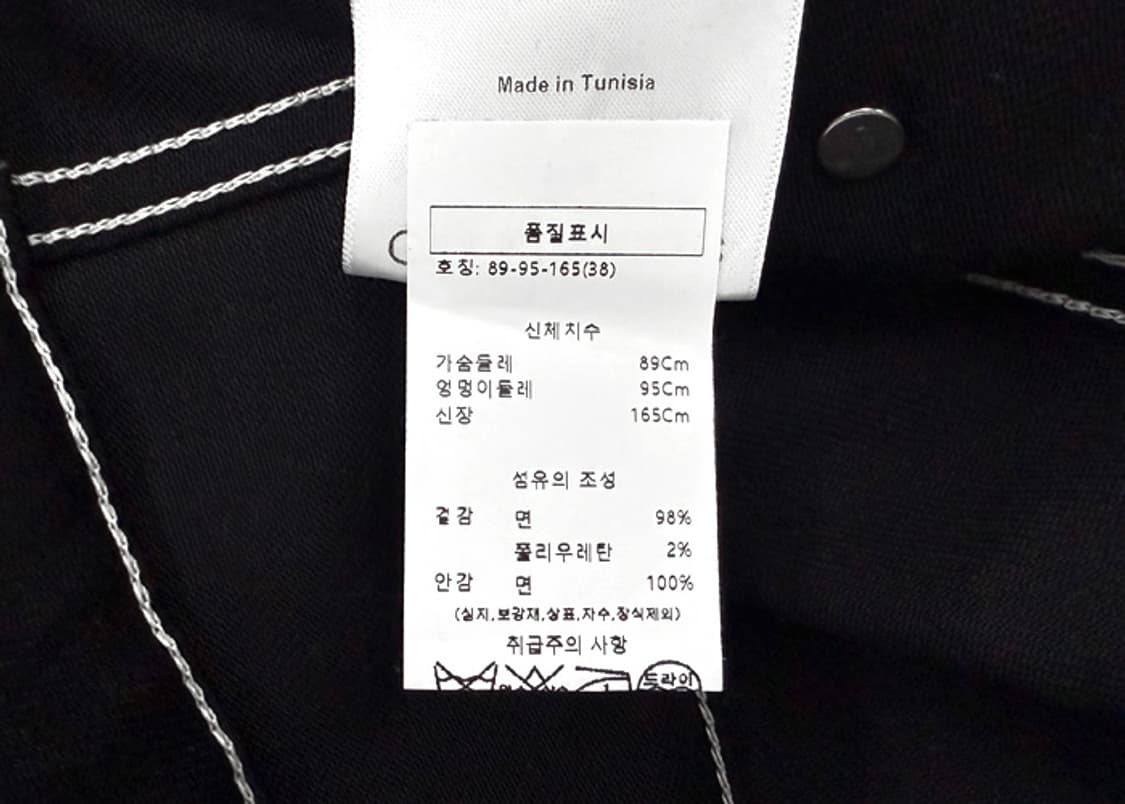 Made in Tunisia
품질표시
호칭: 89-95-165(38)
신체치수
가슴둘레 89Cm
엉덩이둘레 95Cm
신장 165Cm
섬유의 조성
겉감 면 98%
폴리우레탄 2%
안감 면 100%
(심지,보강재,상표,자수,장식제외)
취급주의 사항
드라이